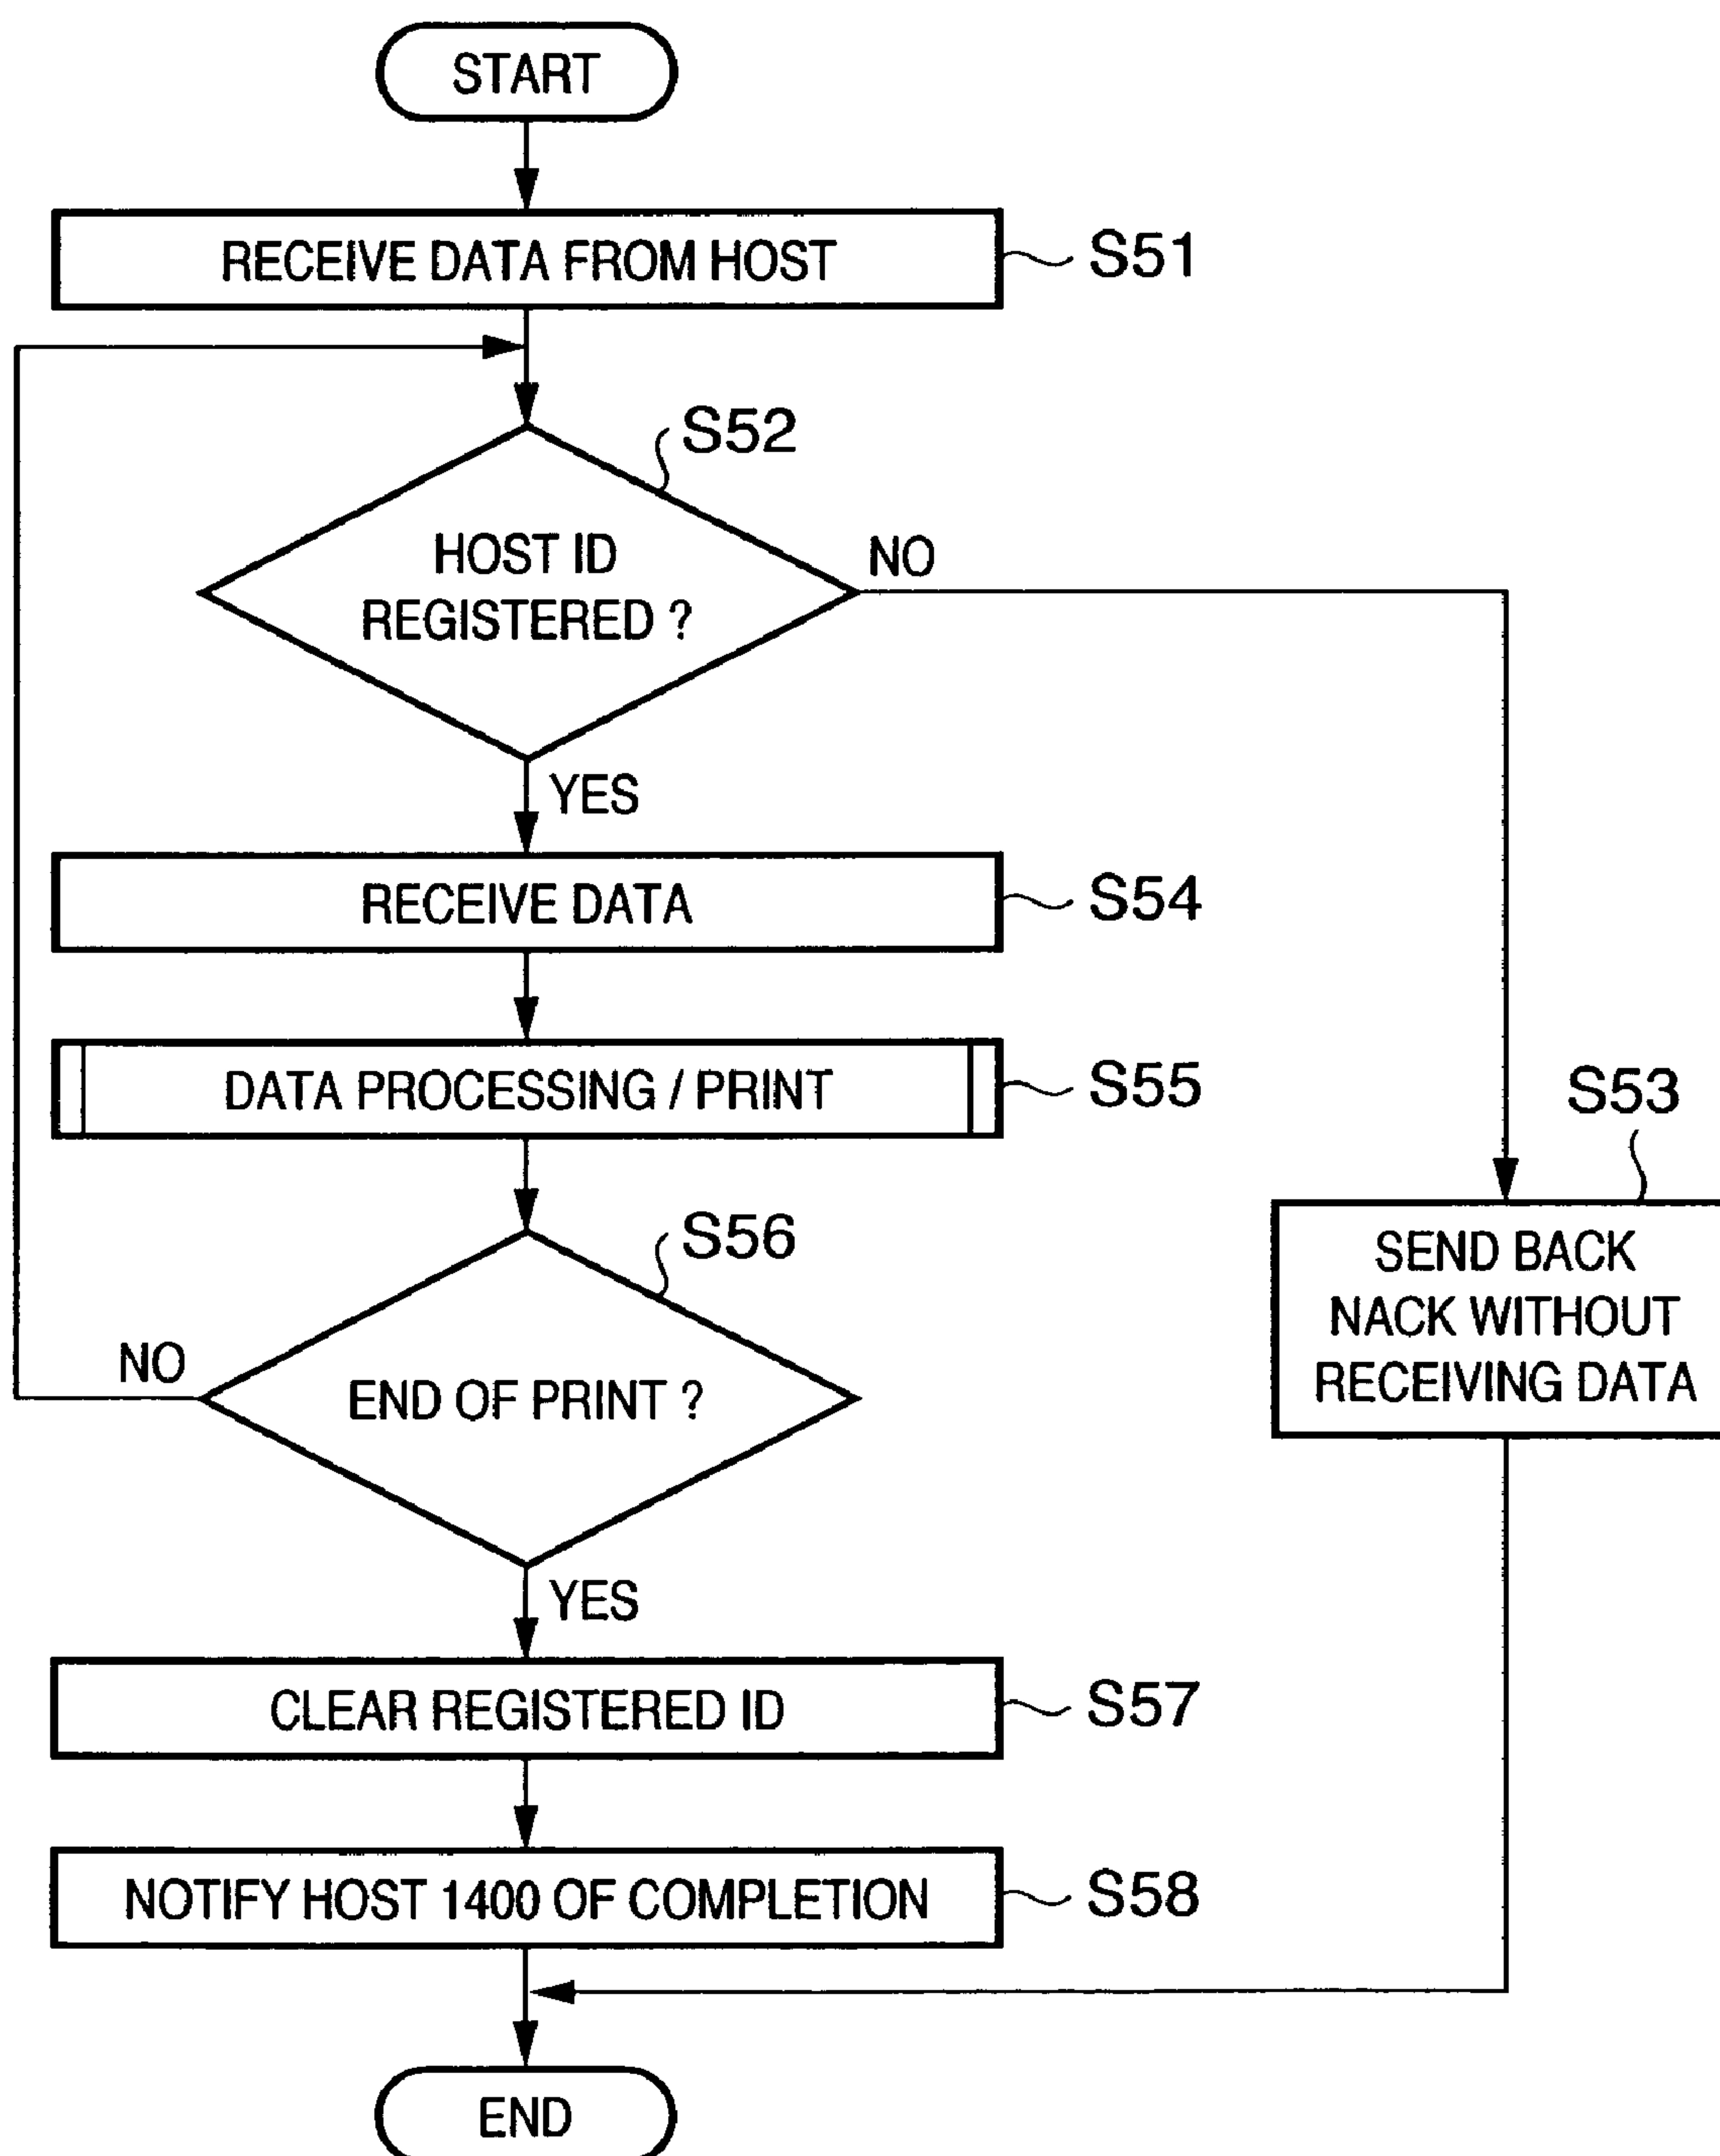 START
RECEIVE DATA FROM HOST
S51
S52
HOST ID
REGISTERED ?
NO
YES
RECEIVE DATA
S54
DATA PROCESSING / PRINT
S55
S53
SEND BACK
NACK WITHOUT
RECEIVING DATA
S56
NO
END OF PRINT ?
YES
CLEAR REGISTERED ID
S57
NOTIFY HOST 1400 OF COMPLETION
S58
END